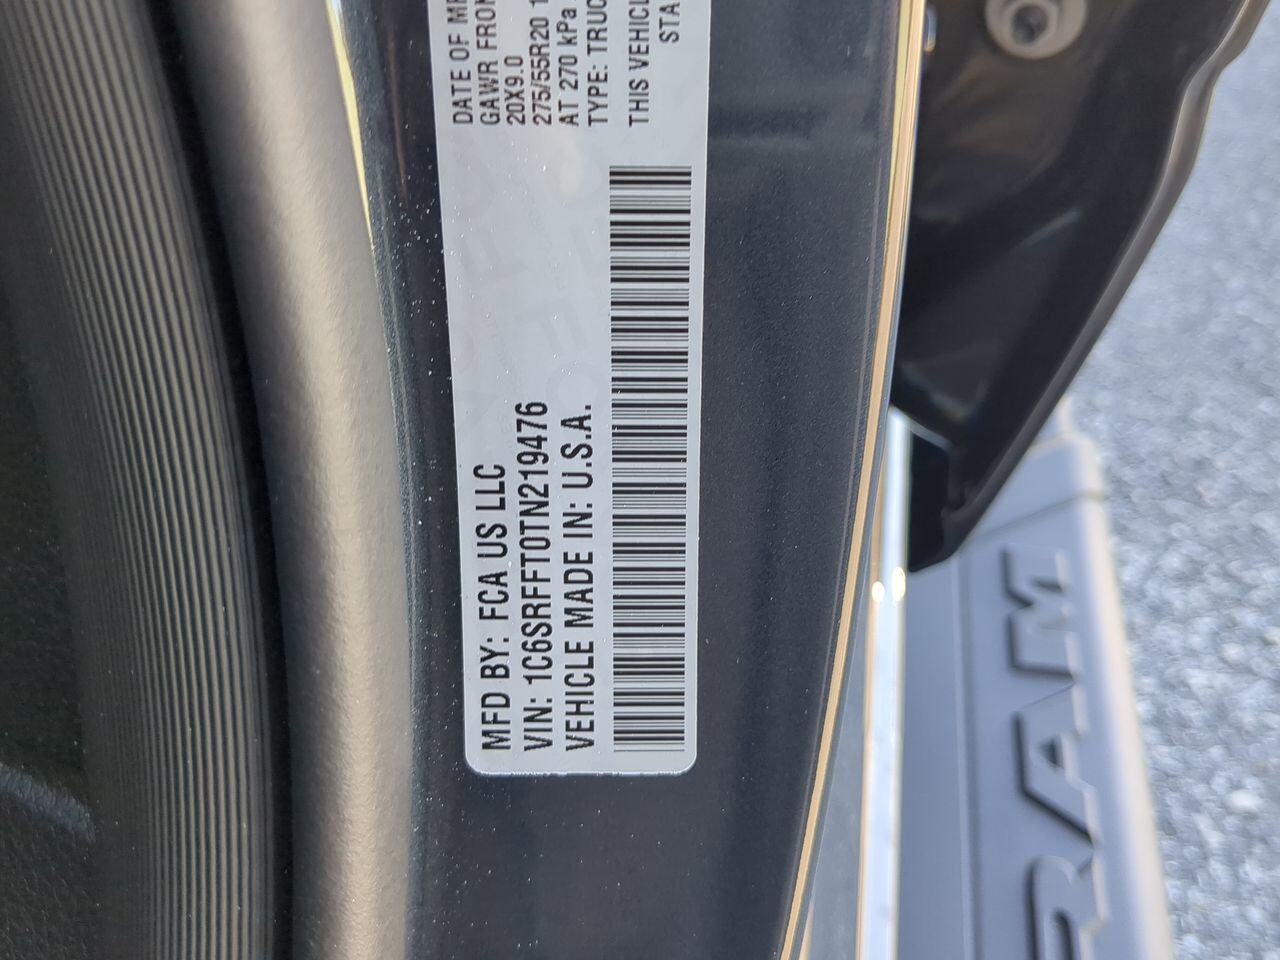 MFD BY: FCA US LLC
VIN: 1C6SRFFT0TN219476
VEHICLE MADE IN: U.S.A.
DATE OF
GAWR FRON
20X9.0
275/55R20 1
AT 270 kPa
TYPE: TRUC
THIS VEHICL
STA
RAM